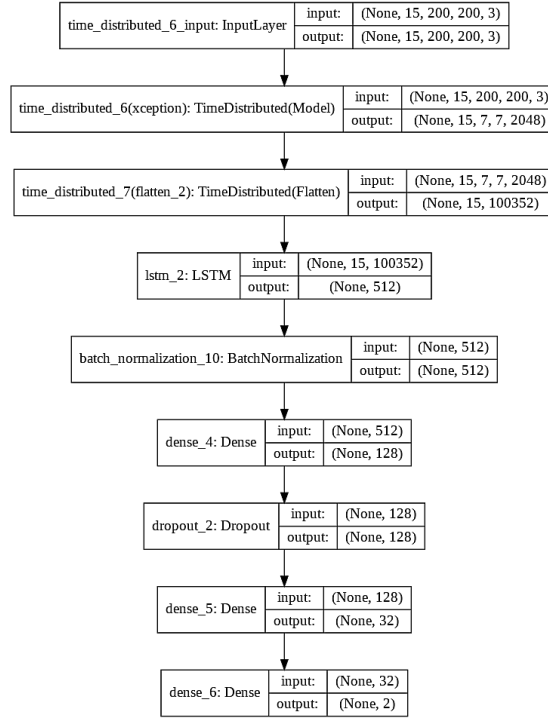 time_distributed_6_input: InputLayer
input: (None, 15, 200, 200, 3)
output: (None, 15, 200, 200, 3)
time_distributed_6(xception): TimeDistributed(Model)
input: (None, 15, 200, 200, 3)
output: (None, 15, 7, 7, 2048)
time_distributed_7(flatten_2): TimeDistributed(Flatten)
input: (None, 15, 7, 7, 2048)
output: (None, 15, 100352)
lstm_2: LSTM
input: (None, 15, 100352)
output: (None, 512)
batch_normalization_10: BatchNormalization
input: (None, 512)
output: (None, 512)
dense_4: Dense
input: (None, 512)
output: (None, 128)
dropout_2: Dropout
input: (None, 128)
output: (None, 128)
dense_5: Dense
input: (None, 128)
output: (None, 32)
dense_6: Dense
input: (None, 32)
output: (None, 2)